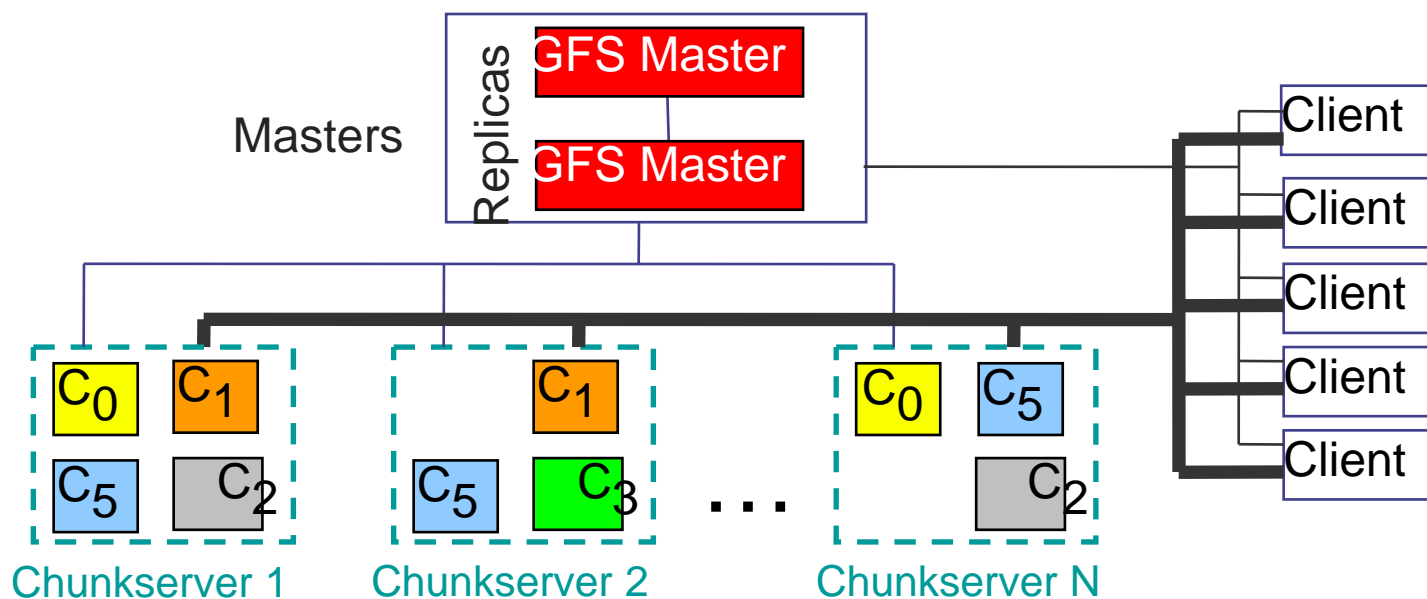 Replicas
GFS Master
Masters
GFS Master
Client
Client
Client
Client
Client
C0 C1
C5 C2
Chunkserver 1
C1
C5 C3
Chunkserver 2
...
C0 C5
C2
Chunkserver N